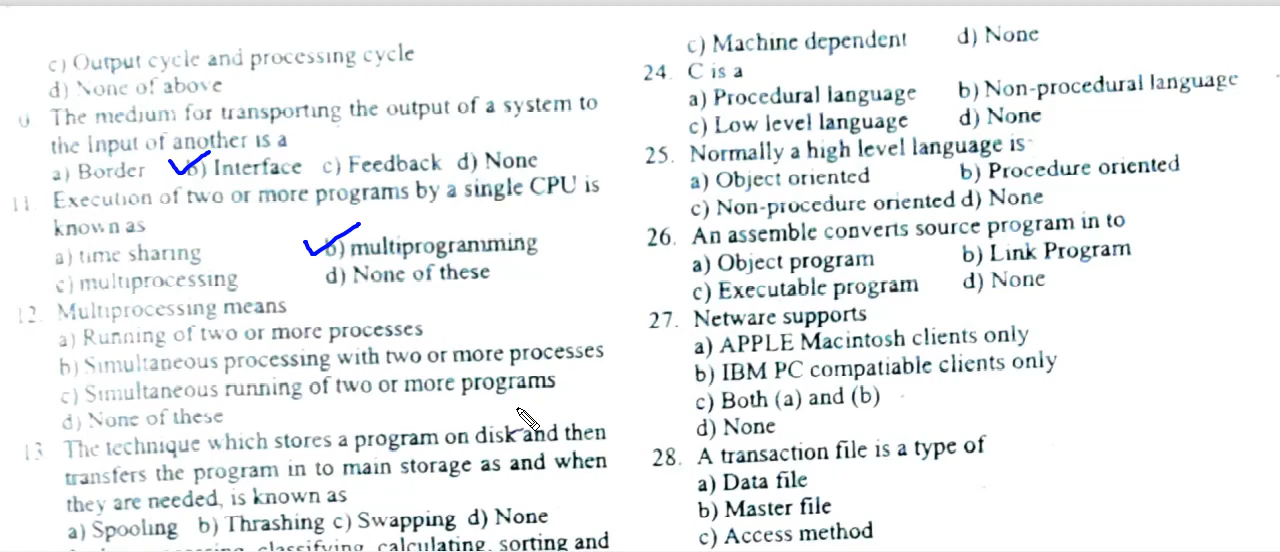 c) Output cycle and processing cycle
d) None of above
The medium for transporting the output of a system to
the Input of another is a
a) Border b) Interface c) Feedback d) None
11. Execution of two or more programs by a single CPU is
known as
a) time sharing b) multiprogramming
c) multiprocessing d) None of these
12. Multiprocessing means
a) Running of two or more processes
b) Simultaneous processing with two or more processes
c) Simultaneous running of two or more programs
d) None of these
13. The technique which stores a program on disk and then
transfers the program in to main storage as and when
they are needed, is known as
a) Spooling b) Thrashing c) Swapping d) None
classifying, calculating, sorting and
c) Machine dependent d) None
24. C is a
a) Procedural language b) Non-procedural language
c) Low level language d) None
25. Normally a high level language is
a) Object oriented b) Procedure oriented
c) Non-procedure oriented d) None
26. An assemble converts source program in to
a) Object program b) Link Program
c) Executable program d) None
27. Netware supports
a) APPLE Macintosh clients only
b) IBM PC compatiable clients only
c) Both (a) and (b)
d) None
28. A transaction file is a type of
a) Data file
b) Master file
c) Access method